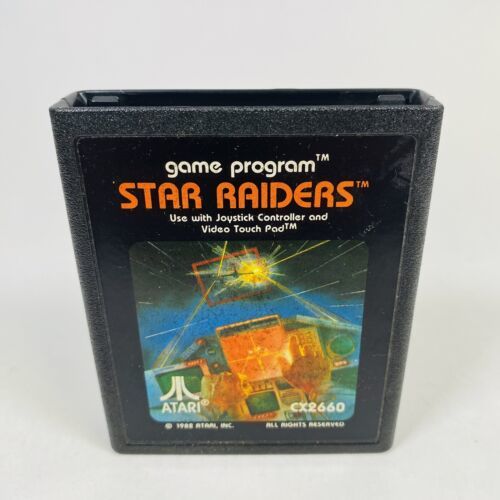 game program™
STAR RAIDERS™
Use with Joystick Controller and
Video Touch Pad™
ATARI®
CX2660
© 1982 ATARI, INC.
ALL RIGHTS RESERVED